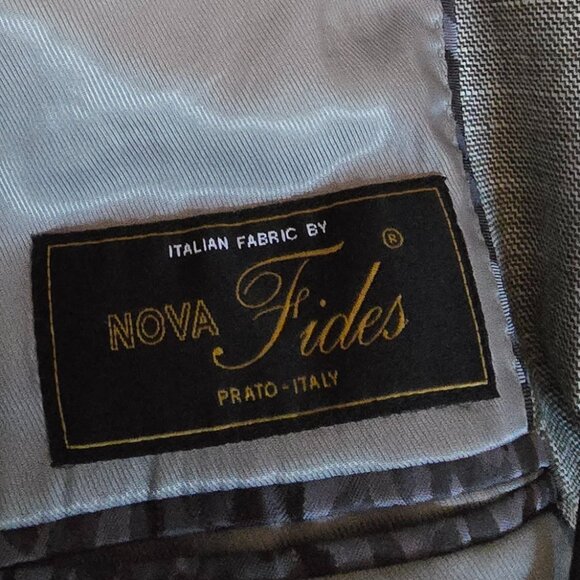 ITALIAN FABRIC BY
NOVA Fides ®
PRATO-ITALY